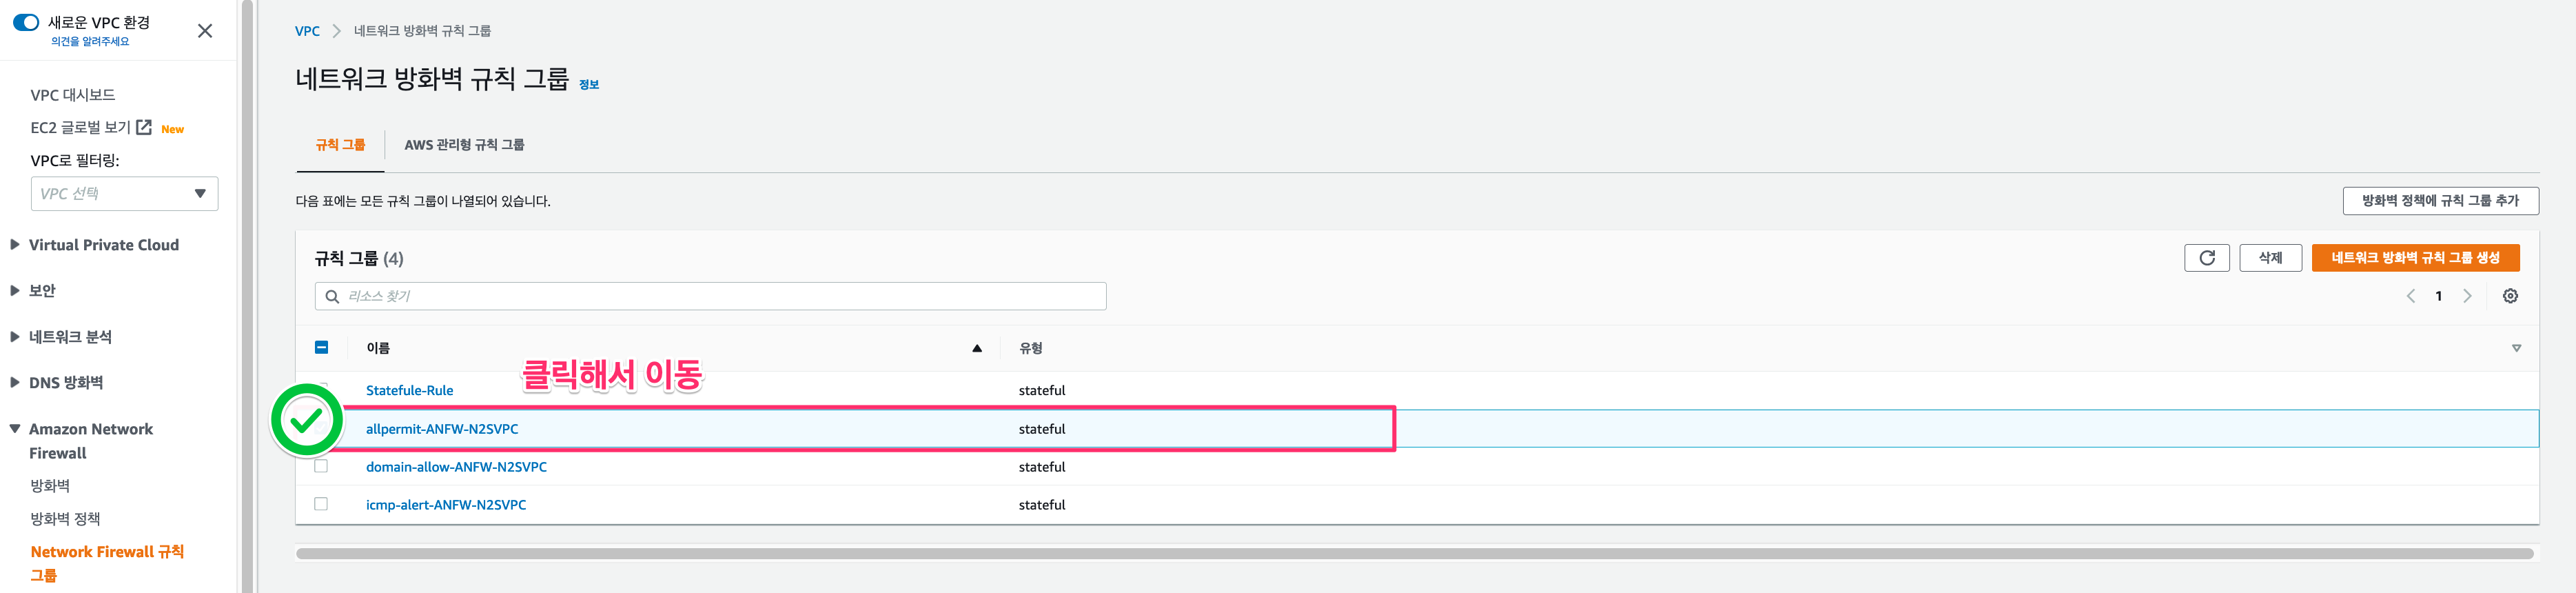 새로운 VPC 환경
의견을 알려주세요
VPC 대시보드
EC2 글로벌 보기 New
VPC로 필터링:
VPC 선택
Virtual Private Cloud
보안
네트워크 분석
DNS 방화벽
Amazon Network
Firewall
방화벽
방화벽 정책
Network Firewall 규칙
그룹
VPC 네트워크 방화벽 규칙 그룹
네트워크 방화벽 규칙 그룹 정보
규칙 그룹 AWS 관리형 규칙 그룹
다음 표에는 모든 규칙 그룹이 나열되어 있습니다. 방화벽 정책에 규칙 그룹 추가
규칙 그룹 (4) 삭제 네트워크 방화벽 규칙 그룹 생성
리소스 찾기 1
이름 유형
클릭해서 이동
Statefule-Rule stateful
allpermit-ANFW-N2SVPC stateful
domain-allow-ANFW-N2SVPC stateful
icmp-alert-ANFW-N2SVPC stateful